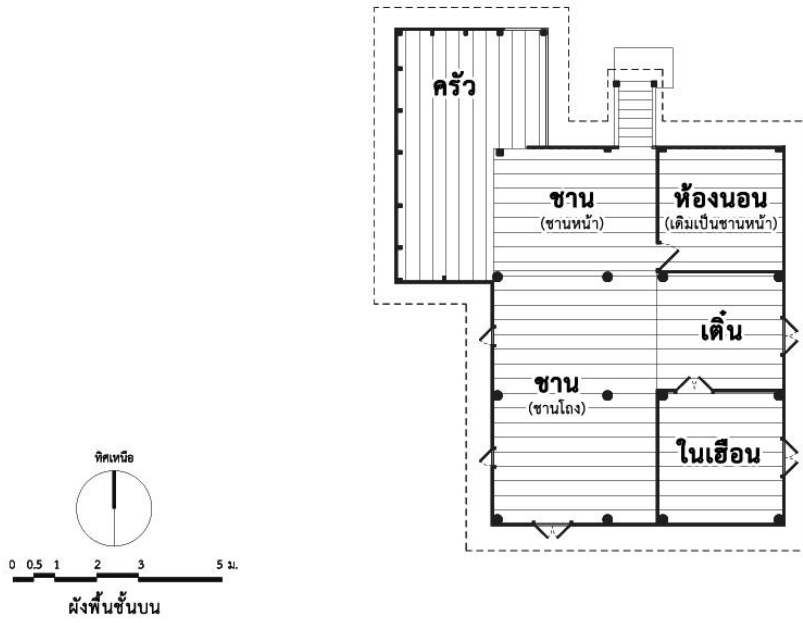 ครัว
ชาน
(ชานหน้า)
ห้องนอน
(เดิมเป็นชานหน้า)
เติ๋น
ชาน
(ชานโถง)
ในเฮือน
ทิศเหนือ
0 0.5 1 2 3 5 ม.
ผังพื้นชั้นบน